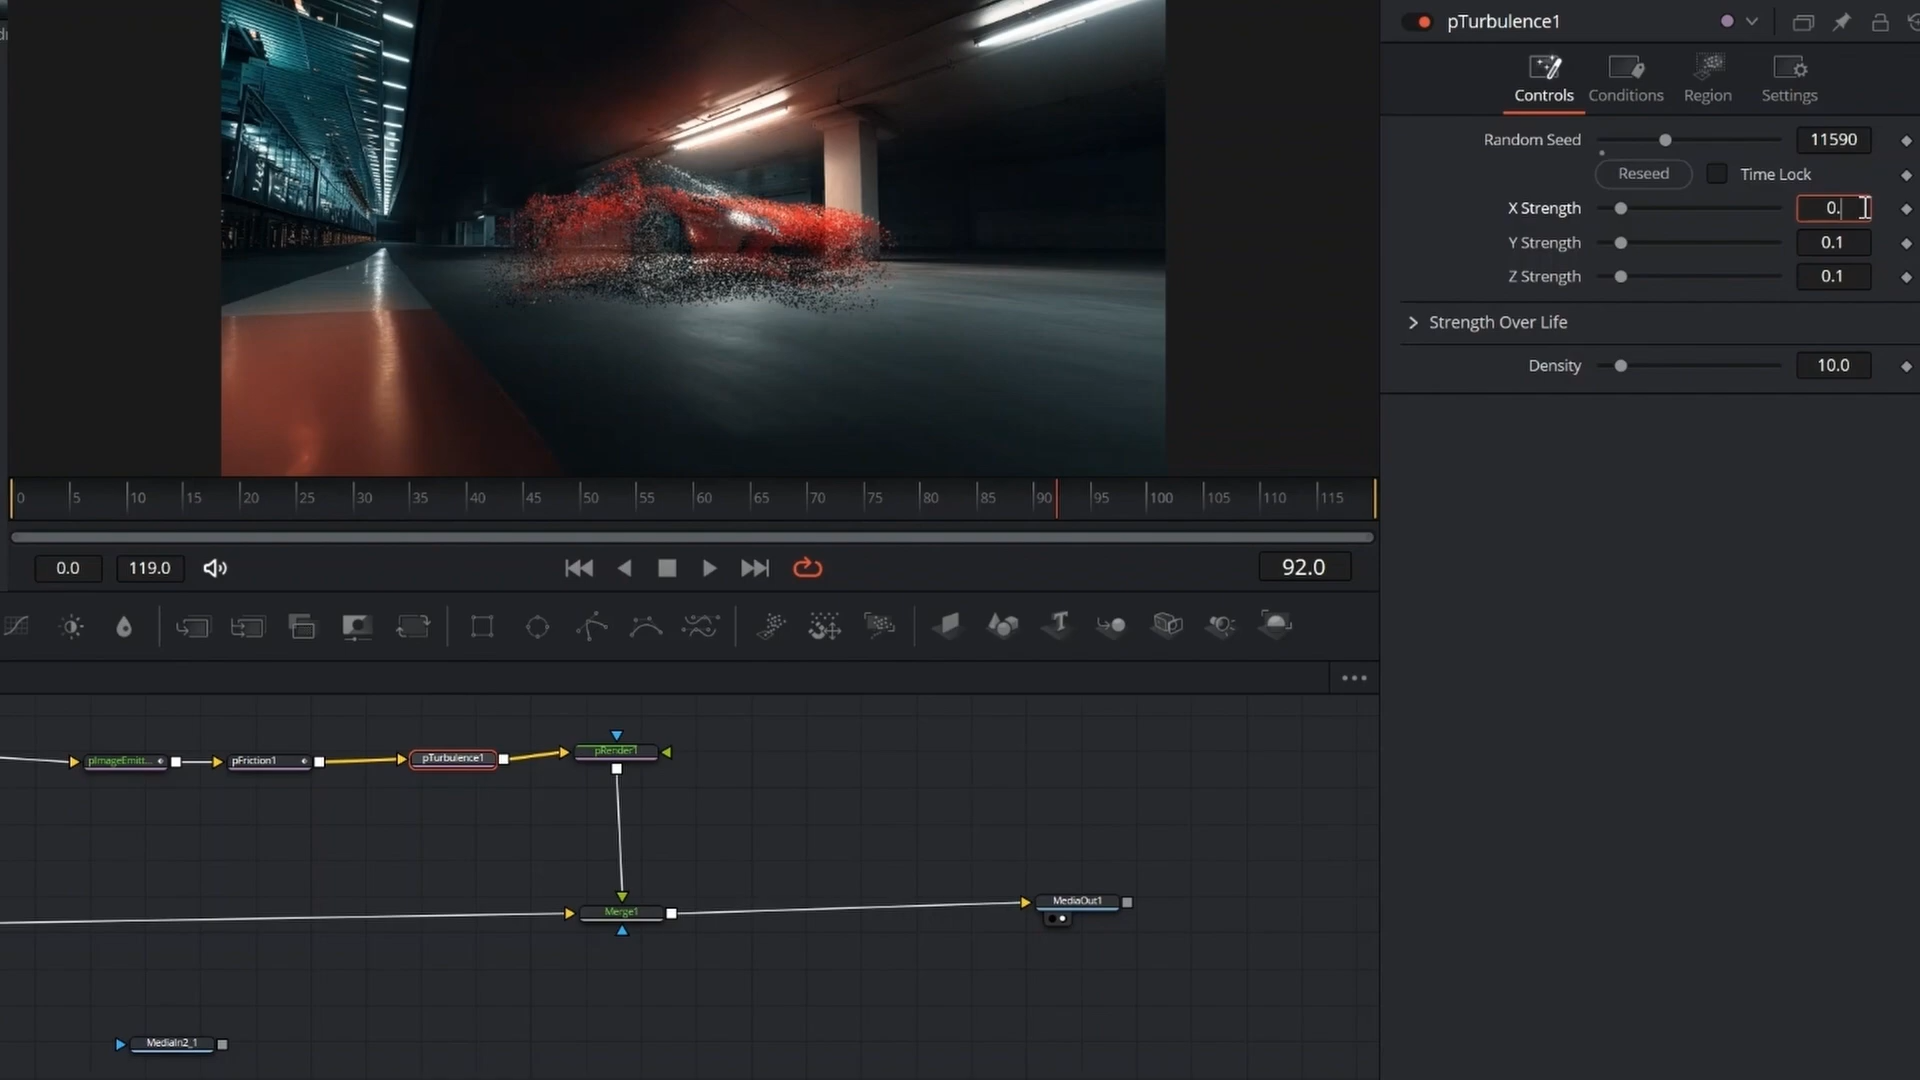 pTurbulence1
Controls
Conditions
Region
Settings
Random Seed
11590
Reseed
Time Lock
X Strength
0.
Y Strength
0.1
Z Strength
0.1
Strength Over Life
Density
10.0
0 5 10 15 20 25 30 35 40 45 50 55 60 65 70 75 80 85 90 95 100 105 110 115
0.0
119.0
92.0
pImageEmitt...
pFriction1
pTurbulence1
pRender1
Merge1
MediaOut1
MediaIn2_1